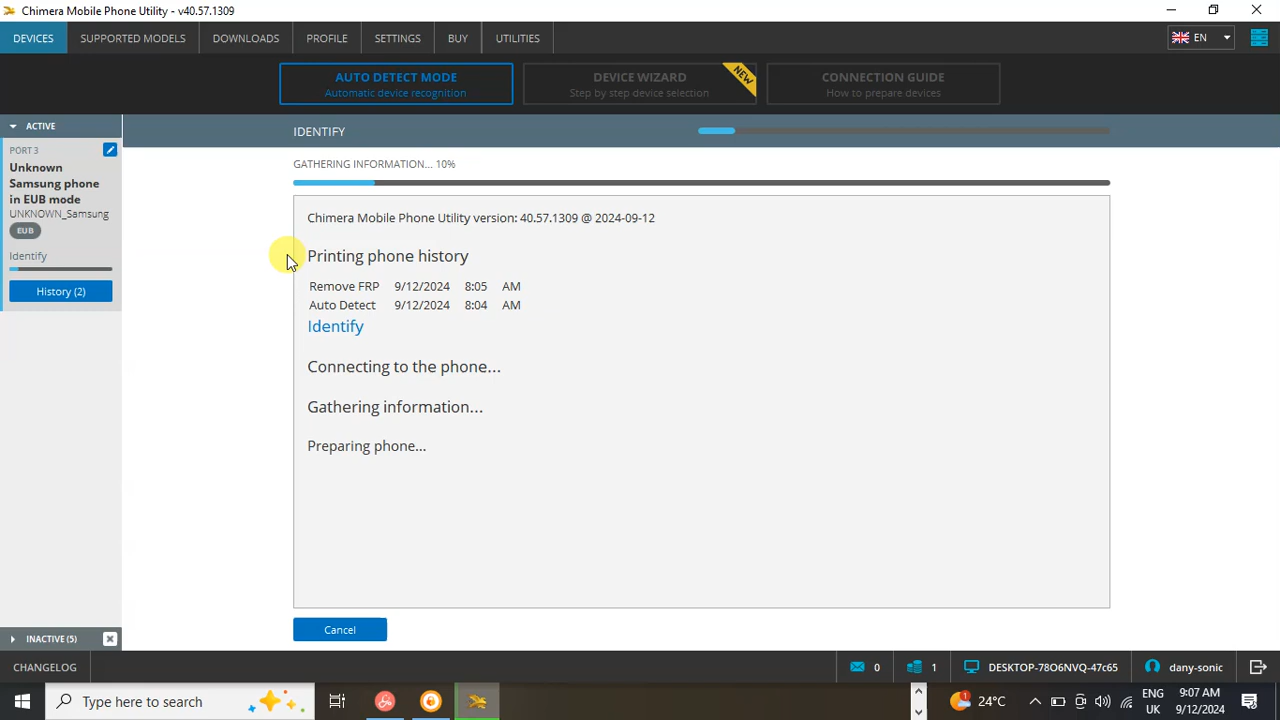 Chimera Mobile Phone Utility - v40.57.1309
DEVICES
SUPPORTED MODELS
DOWNLOADS
PROFILE
SETTINGS
BUY
UTILITIES
EN
AUTO DETECT MODE
Automatic device recognition
DEVICE WIZARD
Step by step device selection
NEW
CONNECTION GUIDE
How to prepare devices
ACTIVE
PORT 3
Unknown
Samsung phone
in EUB mode
UNKNOWN_Samsung
EUB
Identify
History (2)
IDENTIFY
GATHERING INFORMATION... 10%
Chimera Mobile Phone Utility version: 40.57.1309 @ 2024-09-12
Printing phone history
Remove FRP 9/12/2024 8:05 AM
Auto Detect 9/12/2024 8:04 AM
Identify
Connecting to the phone...
Gathering information...
Preparing phone...
Cancel
INACTIVE (5)
CHANGELOG
0
1
DESKTOP-78O6NVQ-47c65
dany-sonic
Type here to search
1
24°C
ENG
UK
9:07 AM
9/12/2024